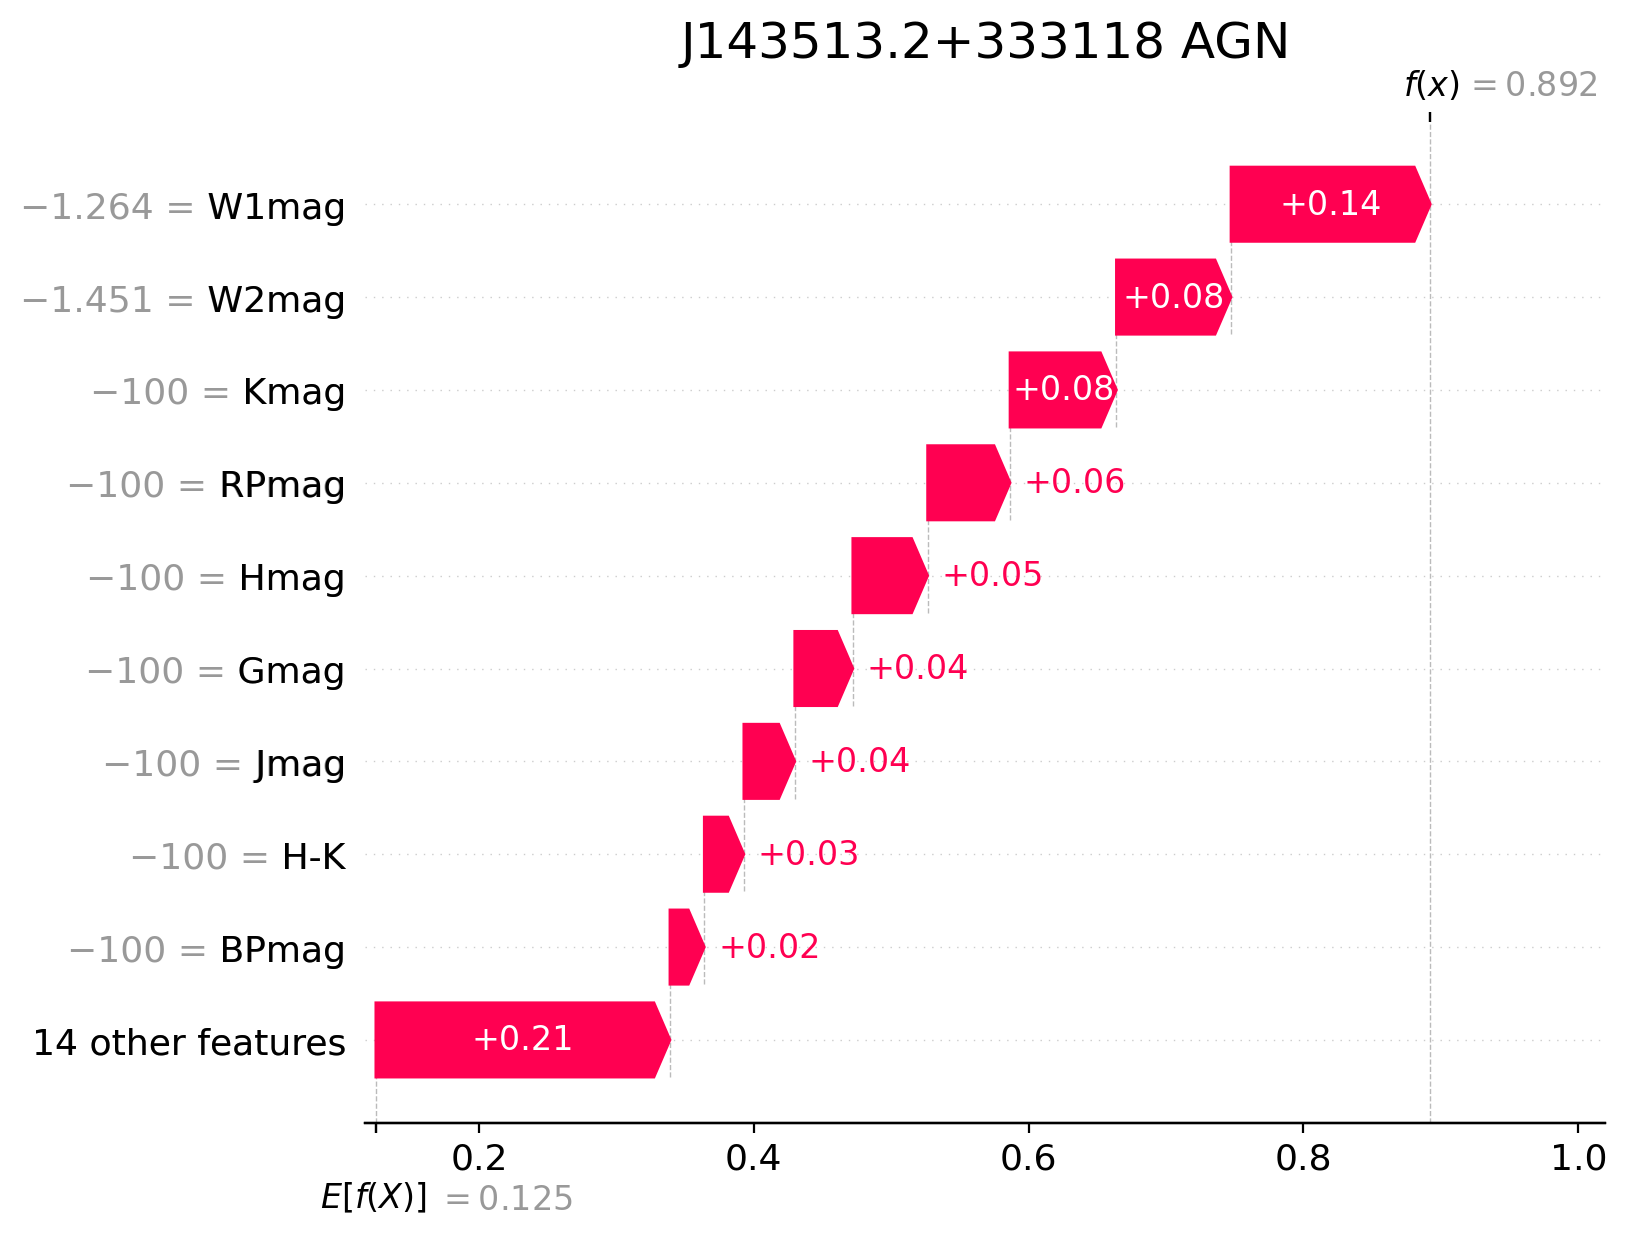 J143513.2+333118 AGN
f(x) = 0.892
−1.264 = W1mag +0.14
−1.451 = W2mag +0.08
−100 = Kmag +0.08
−100 = RPmag +0.06
−100 = Hmag +0.05
−100 = Gmag +0.04
−100 = Jmag +0.04
−100 = H-K +0.03
−100 = BPmag +0.02
14 other features +0.21
0.2 0.4 0.6 0.8 1.0
E[f(X)] = 0.125